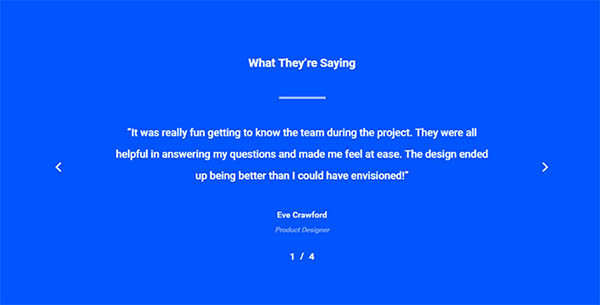 What They're Saying
"It was really fun getting to know the team during the project. They were all
helpful in answering my questions and made me feel at ease. The design ended
up being better than I could have envisioned!"
Eve Crawford
Product Designer
1 / 4